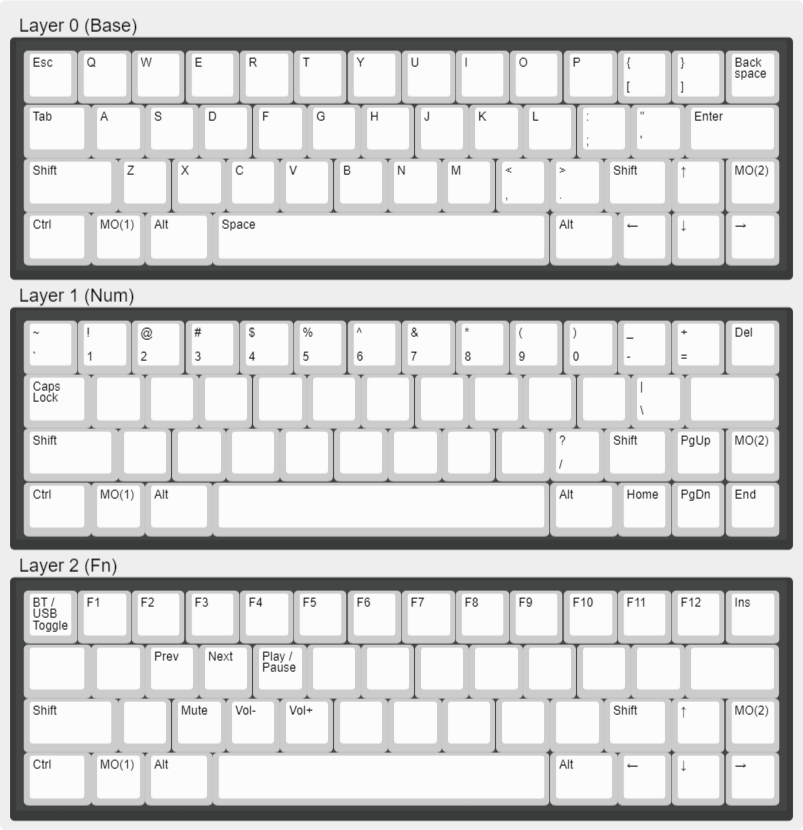 Layer 0 (Base)
Esc Q W E R T Y U I O P { [ } ] Back space
Tab A S D F G H J K L : ; " ' Enter
Shift Z X C V B N M < , > . Shift ↑ MO(2)
Ctrl MO(1) Alt Space Alt ← ↓ →
Layer 1 (Num)
~ ` ! 1 @ 2 # 3 $ 4 % 5 ^ 6 & 7 * 8 ( 9 ) 0 _ - + = Del
Caps Lock | \
Shift ? / Shift PgUp MO(2)
Ctrl MO(1) Alt Alt Home PgDn End
Layer 2 (Fn)
BT / USB Toggle F1 F2 F3 F4 F5 F6 F7 F8 F9 F10 F11 F12 Ins
Prev Next Play / Pause
Shift Mute Vol- Vol+ Shift ↑ MO(2)
Ctrl MO(1) Alt Alt ← ↓ →